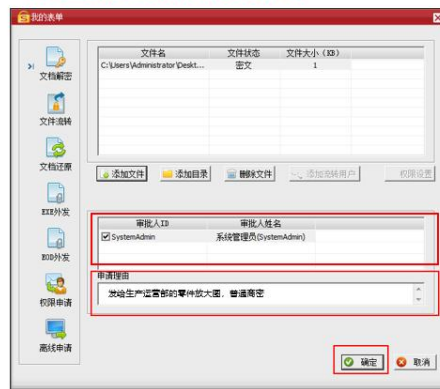 我的表单
文件名 文件状态 文件大小(KB)
C:\Users\Administrator\Deskt... 密文 1
文档解密
文件流转
文档还原
EXE外发
EOD外发
权限申请
离线申请
添加文件 添加目录 删除文件 添加流转用户 权限设置
审批人ID 审批人姓名
SystemAdmin 系统管理员(SystemAdmin)
申请理由
发给生产运营部的零件放大图，普通商密
确定 取消